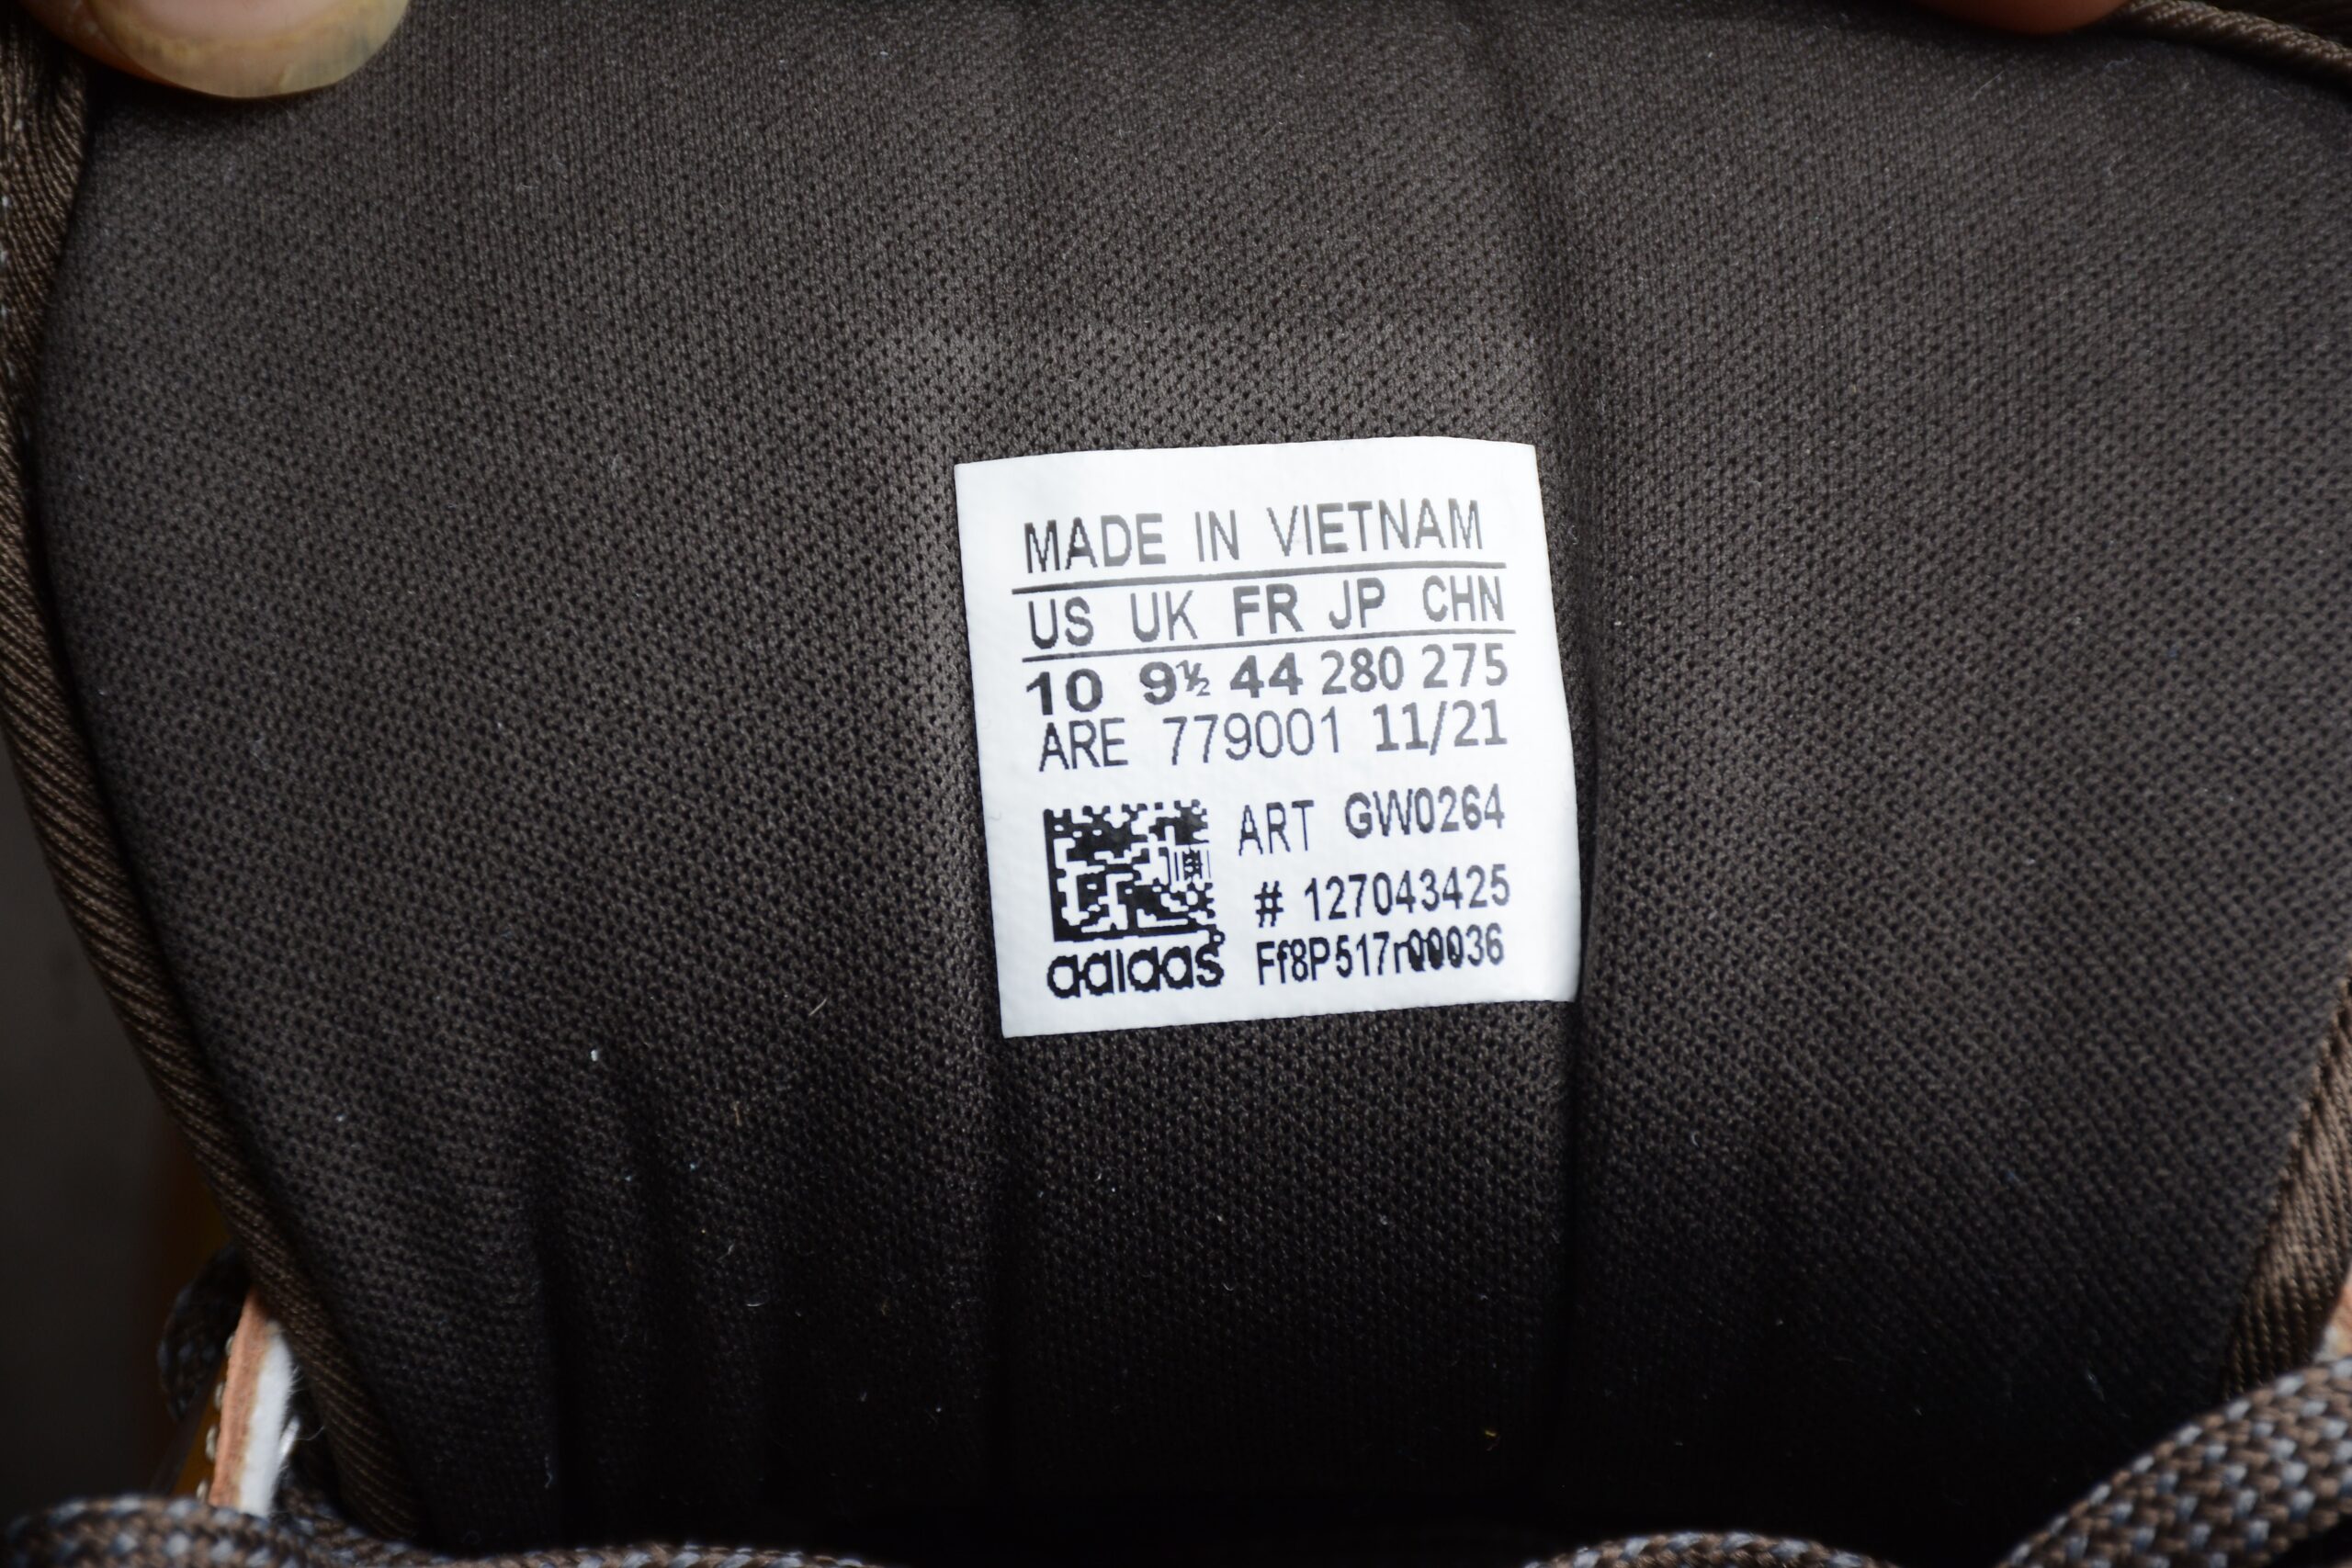 MADE IN VIETNAM
US UK FR JP CHN
10 9½ 44 280 275
ARE 779001 11/21
ART GW0264
# 127043425
adidas Ff8P517r00036